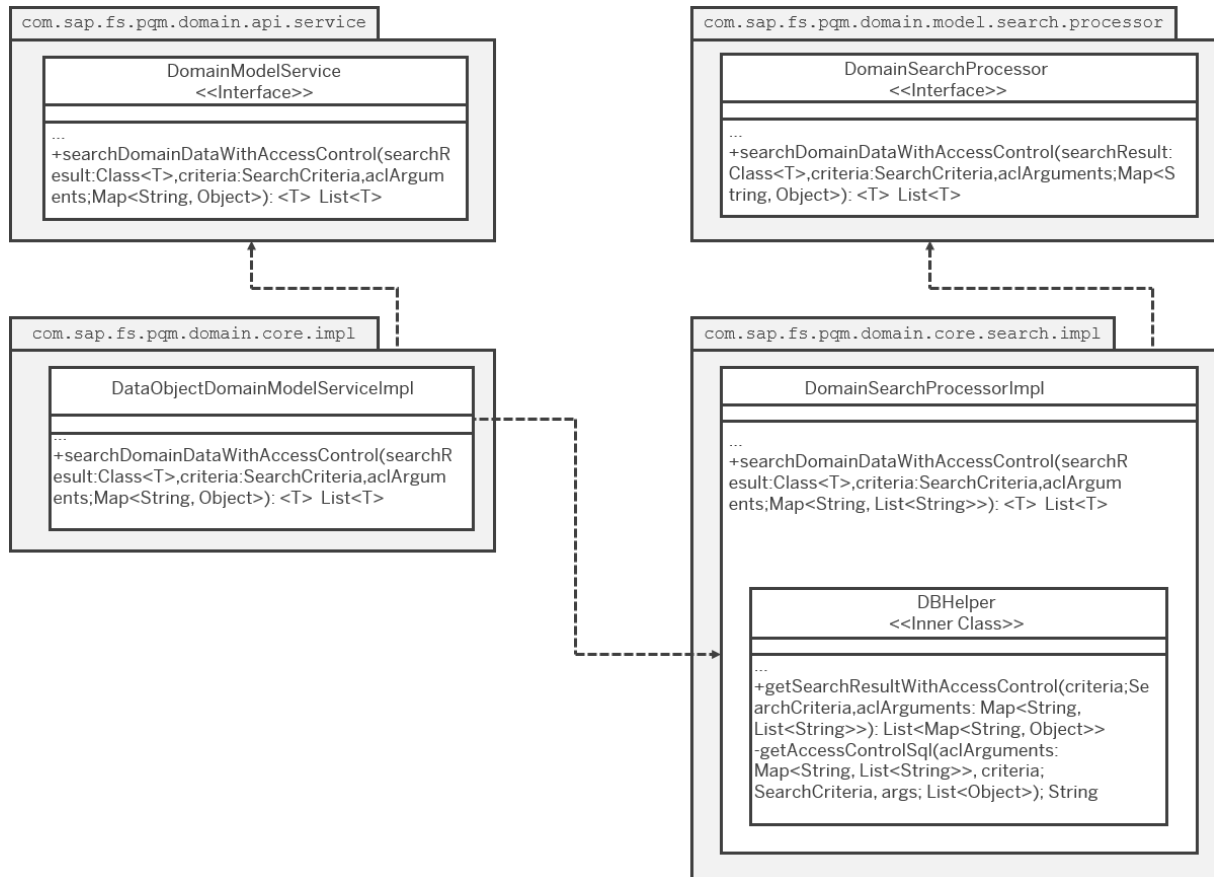 com.sap.fs.pqm.domain.api.service
DomainModelService
<<Interface>>
...
+searchDomainDataWithAccessControl(searchR
esult:Class<T>,criteria:SearchCriteria,aclArgum
ents;Map<String, Object>): <T> List<T>
com.sap.fs.pqm.domain.model.search.processor
DomainSearchProcessor
<<Interface>>
...
+searchDomainDataWithAccessControl(searchResult:
Class<T>,criteria:SearchCriteria,aclArguments;Map<S
tring, Object>): <T> List<T>
com.sap.fs.pqm.domain.core.impl
DataObjectDomainModelServiceImpl
...
+searchDomainDataWithAccessControl(searchR
esult:Class<T>,criteria:SearchCriteria,aclArgum
ents;Map<String, Object>): <T> List<T>
com.sap.fs.pqm.domain.core.search.impl
DomainSearchProcessorImpl
...
+searchDomainDataWithAccessControl(searchR
esult:Class<T>,criteria:SearchCriteria,aclArgum
ents;Map<String, List<String>>): <T> List<T>
DBHelper
<<Inner Class>>
...
+getSearchResultWithAccessControl(criteria;Se
archCriteria,aclArguments: Map<String,
List<String>>): List<Map<String, Object>>
-getAccessControlSql(aclArguments:
Map<String, List<String>>, criteria;
SearchCriteria, args; List<Object>); String